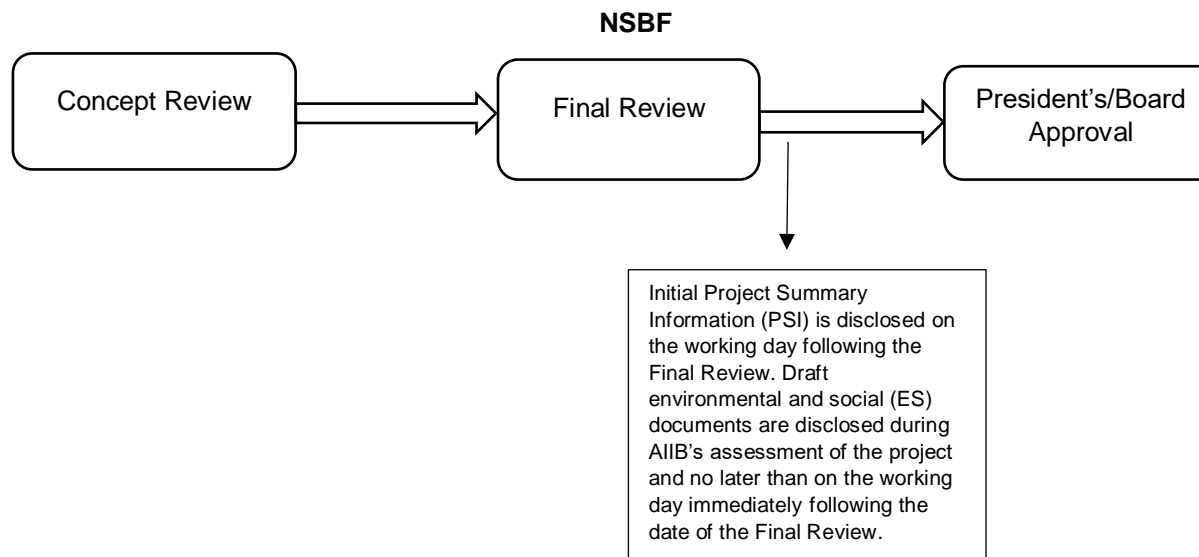 NSBF
Concept Review
Final Review
President’s/Board
Approval
Initial Project Summary
Information (PSI) is disclosed on
the working day following the
Final Review. Draft
environmental and social (ES)
documents are disclosed during
AIIB’s assessment of the project
and no later than on the working
day immediately following the
date of the Final Review.